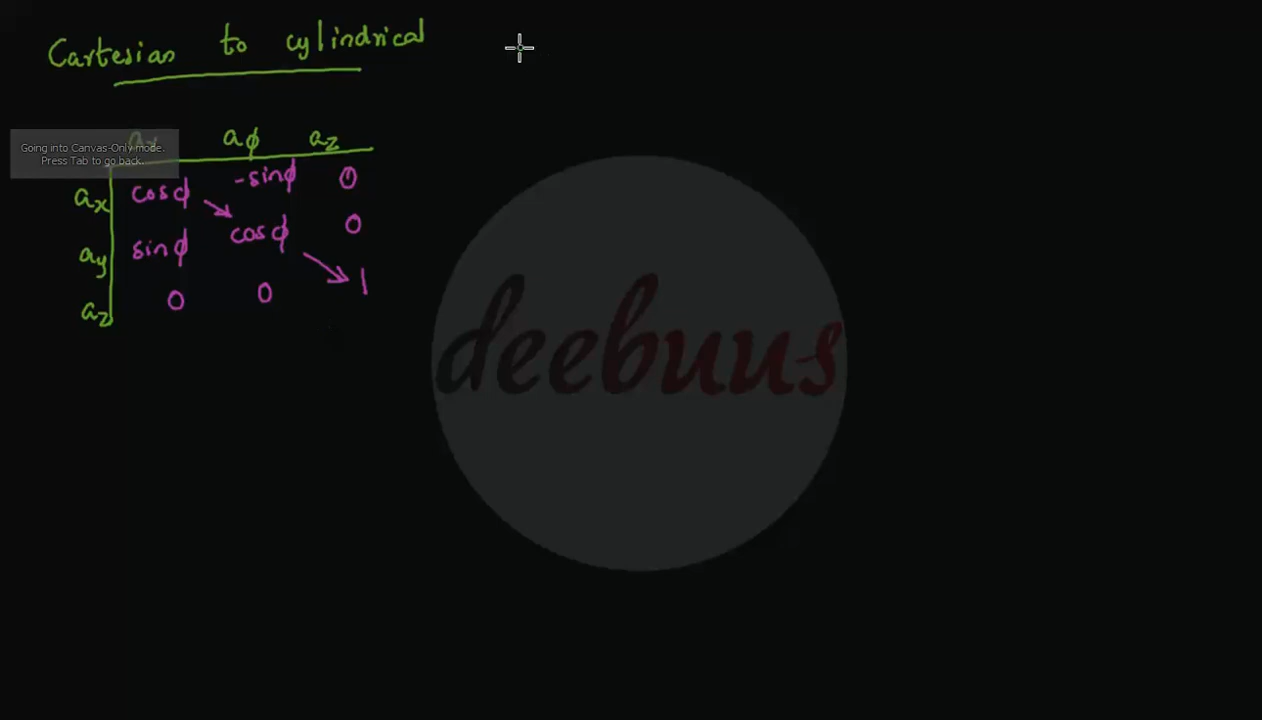 Cartesian to cylindrical
Going into Canvas-Only mode.
Press Tab to go back.
aϕ az
ax cosϕ -sinϕ 0
ay sinϕ cosϕ 0
az 0 0 1
deebuus